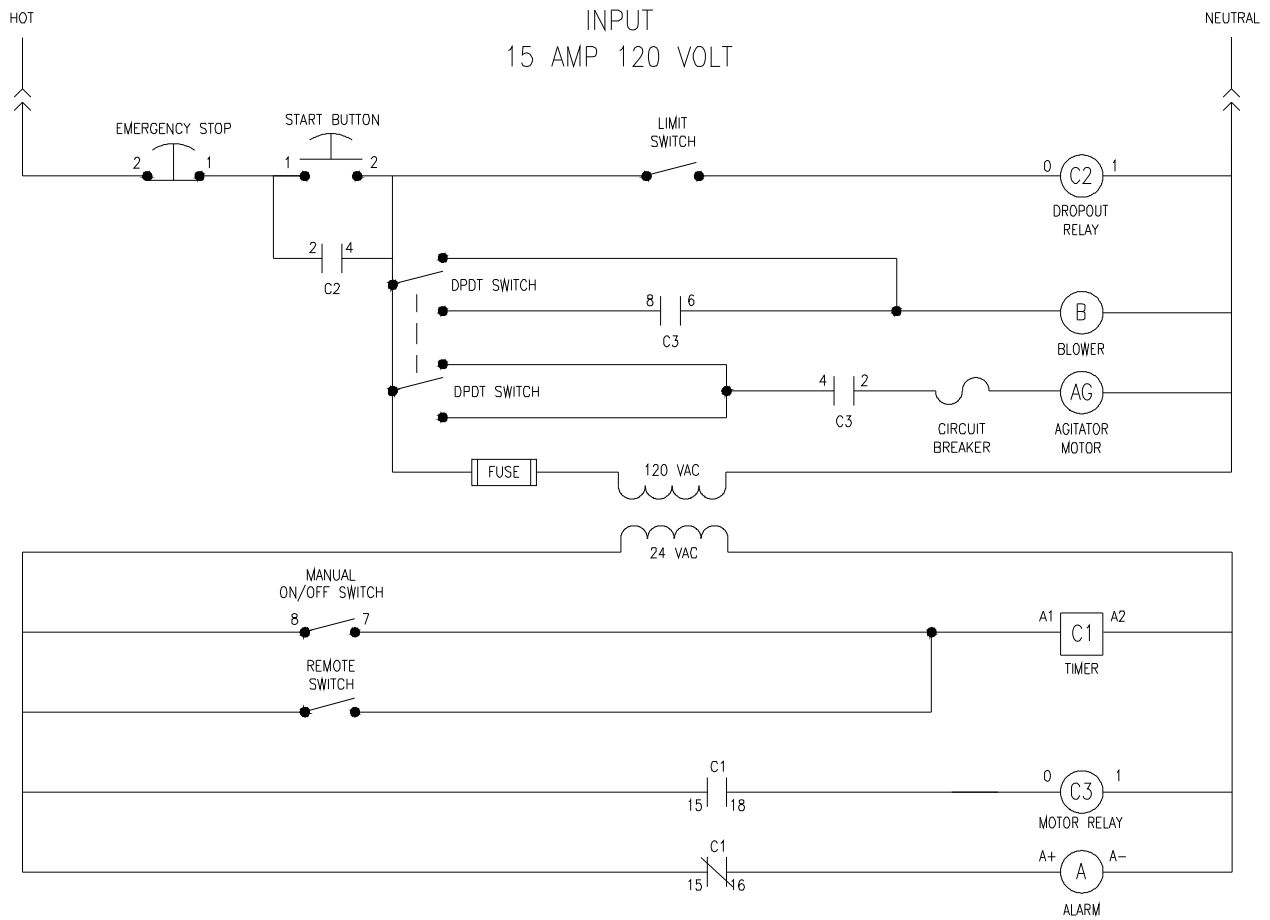 HOT
INPUT
15 AMP 120 VOLT
NEUTRAL
EMERGENCY STOP
2 1
START BUTTON
1 2
LIMIT
SWITCH
0 C2 1
DROPOUT
RELAY
2 4
C2
DPDT SWITCH
8 6
C3
B
BLOWER
DPDT SWITCH
4 2
C3
CIRCUIT
BREAKER
AG
AGITATOR
MOTOR
FUSE
120 VAC
24 VAC
MANUAL
ON/OFF SWITCH
8 7
A1 C1 A2
TIMER
REMOTE
SWITCH
C1
15 18
0 C3 1
MOTOR RELAY
C1
15 16
A+ A A-
ALARM